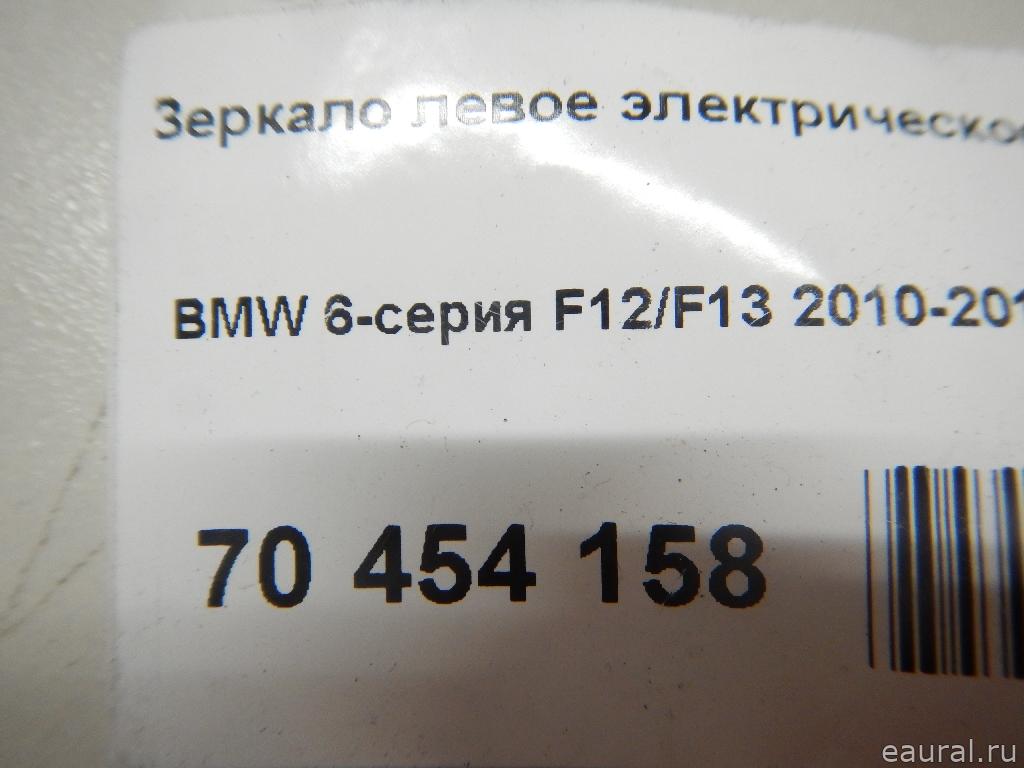 Зеркало левое электрическое
BMW 6-серия F12/F13 2010-201
70 454 158
eaural.ru